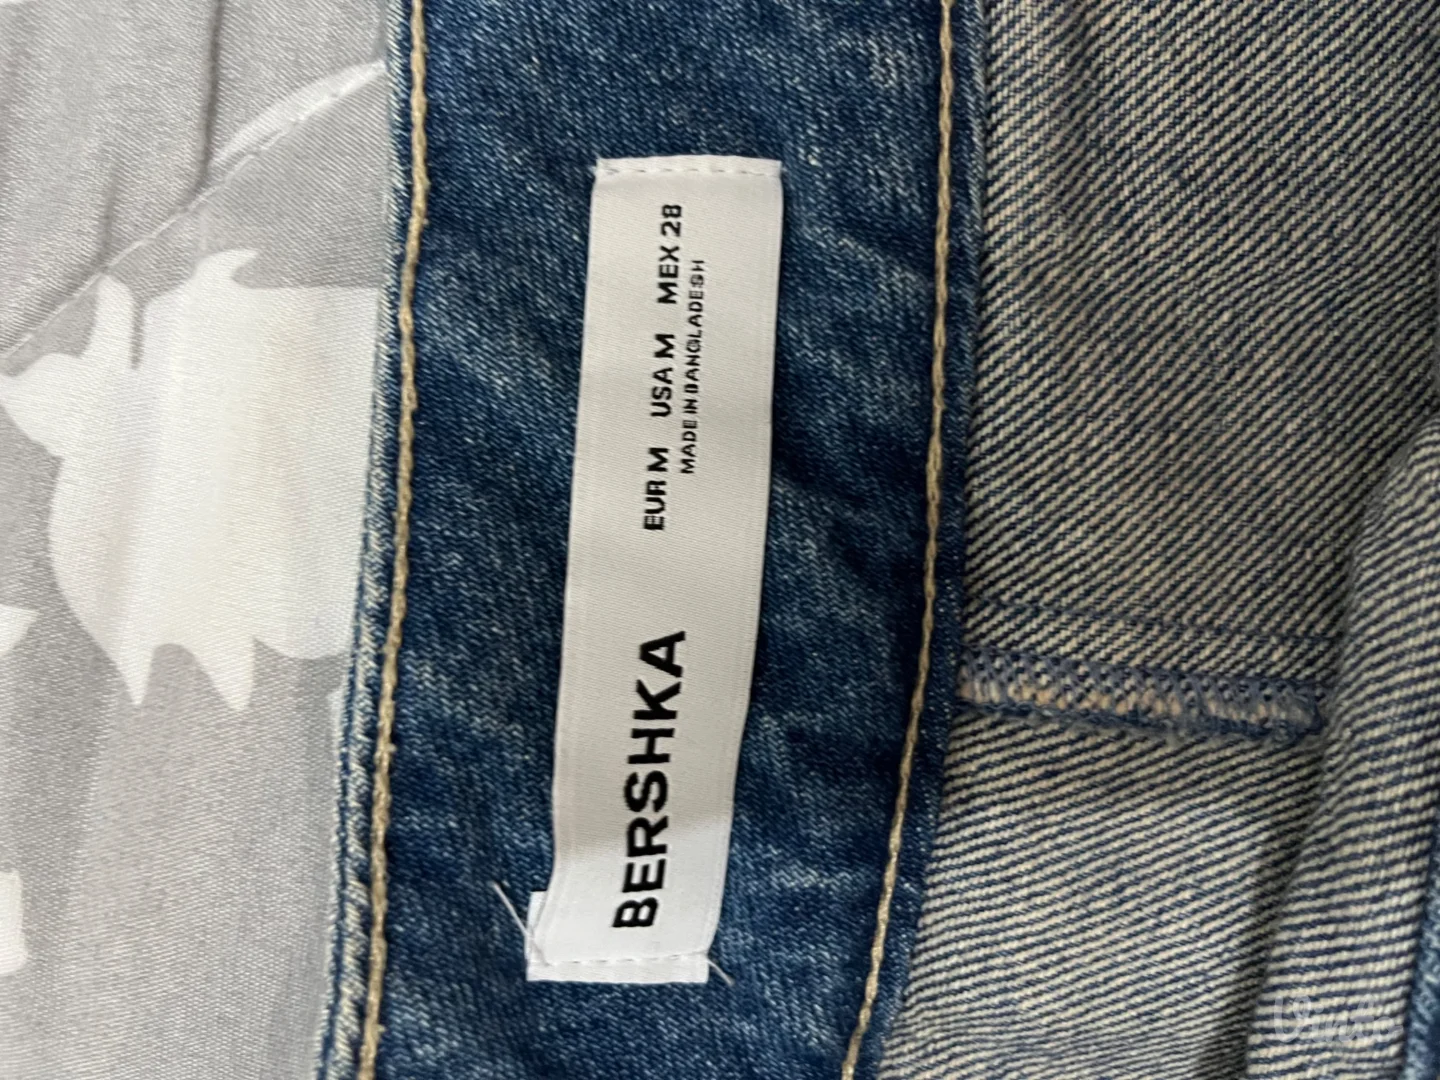 BERSHKA
EUR M USA M MEX 28
MADE IN BANGLADESH